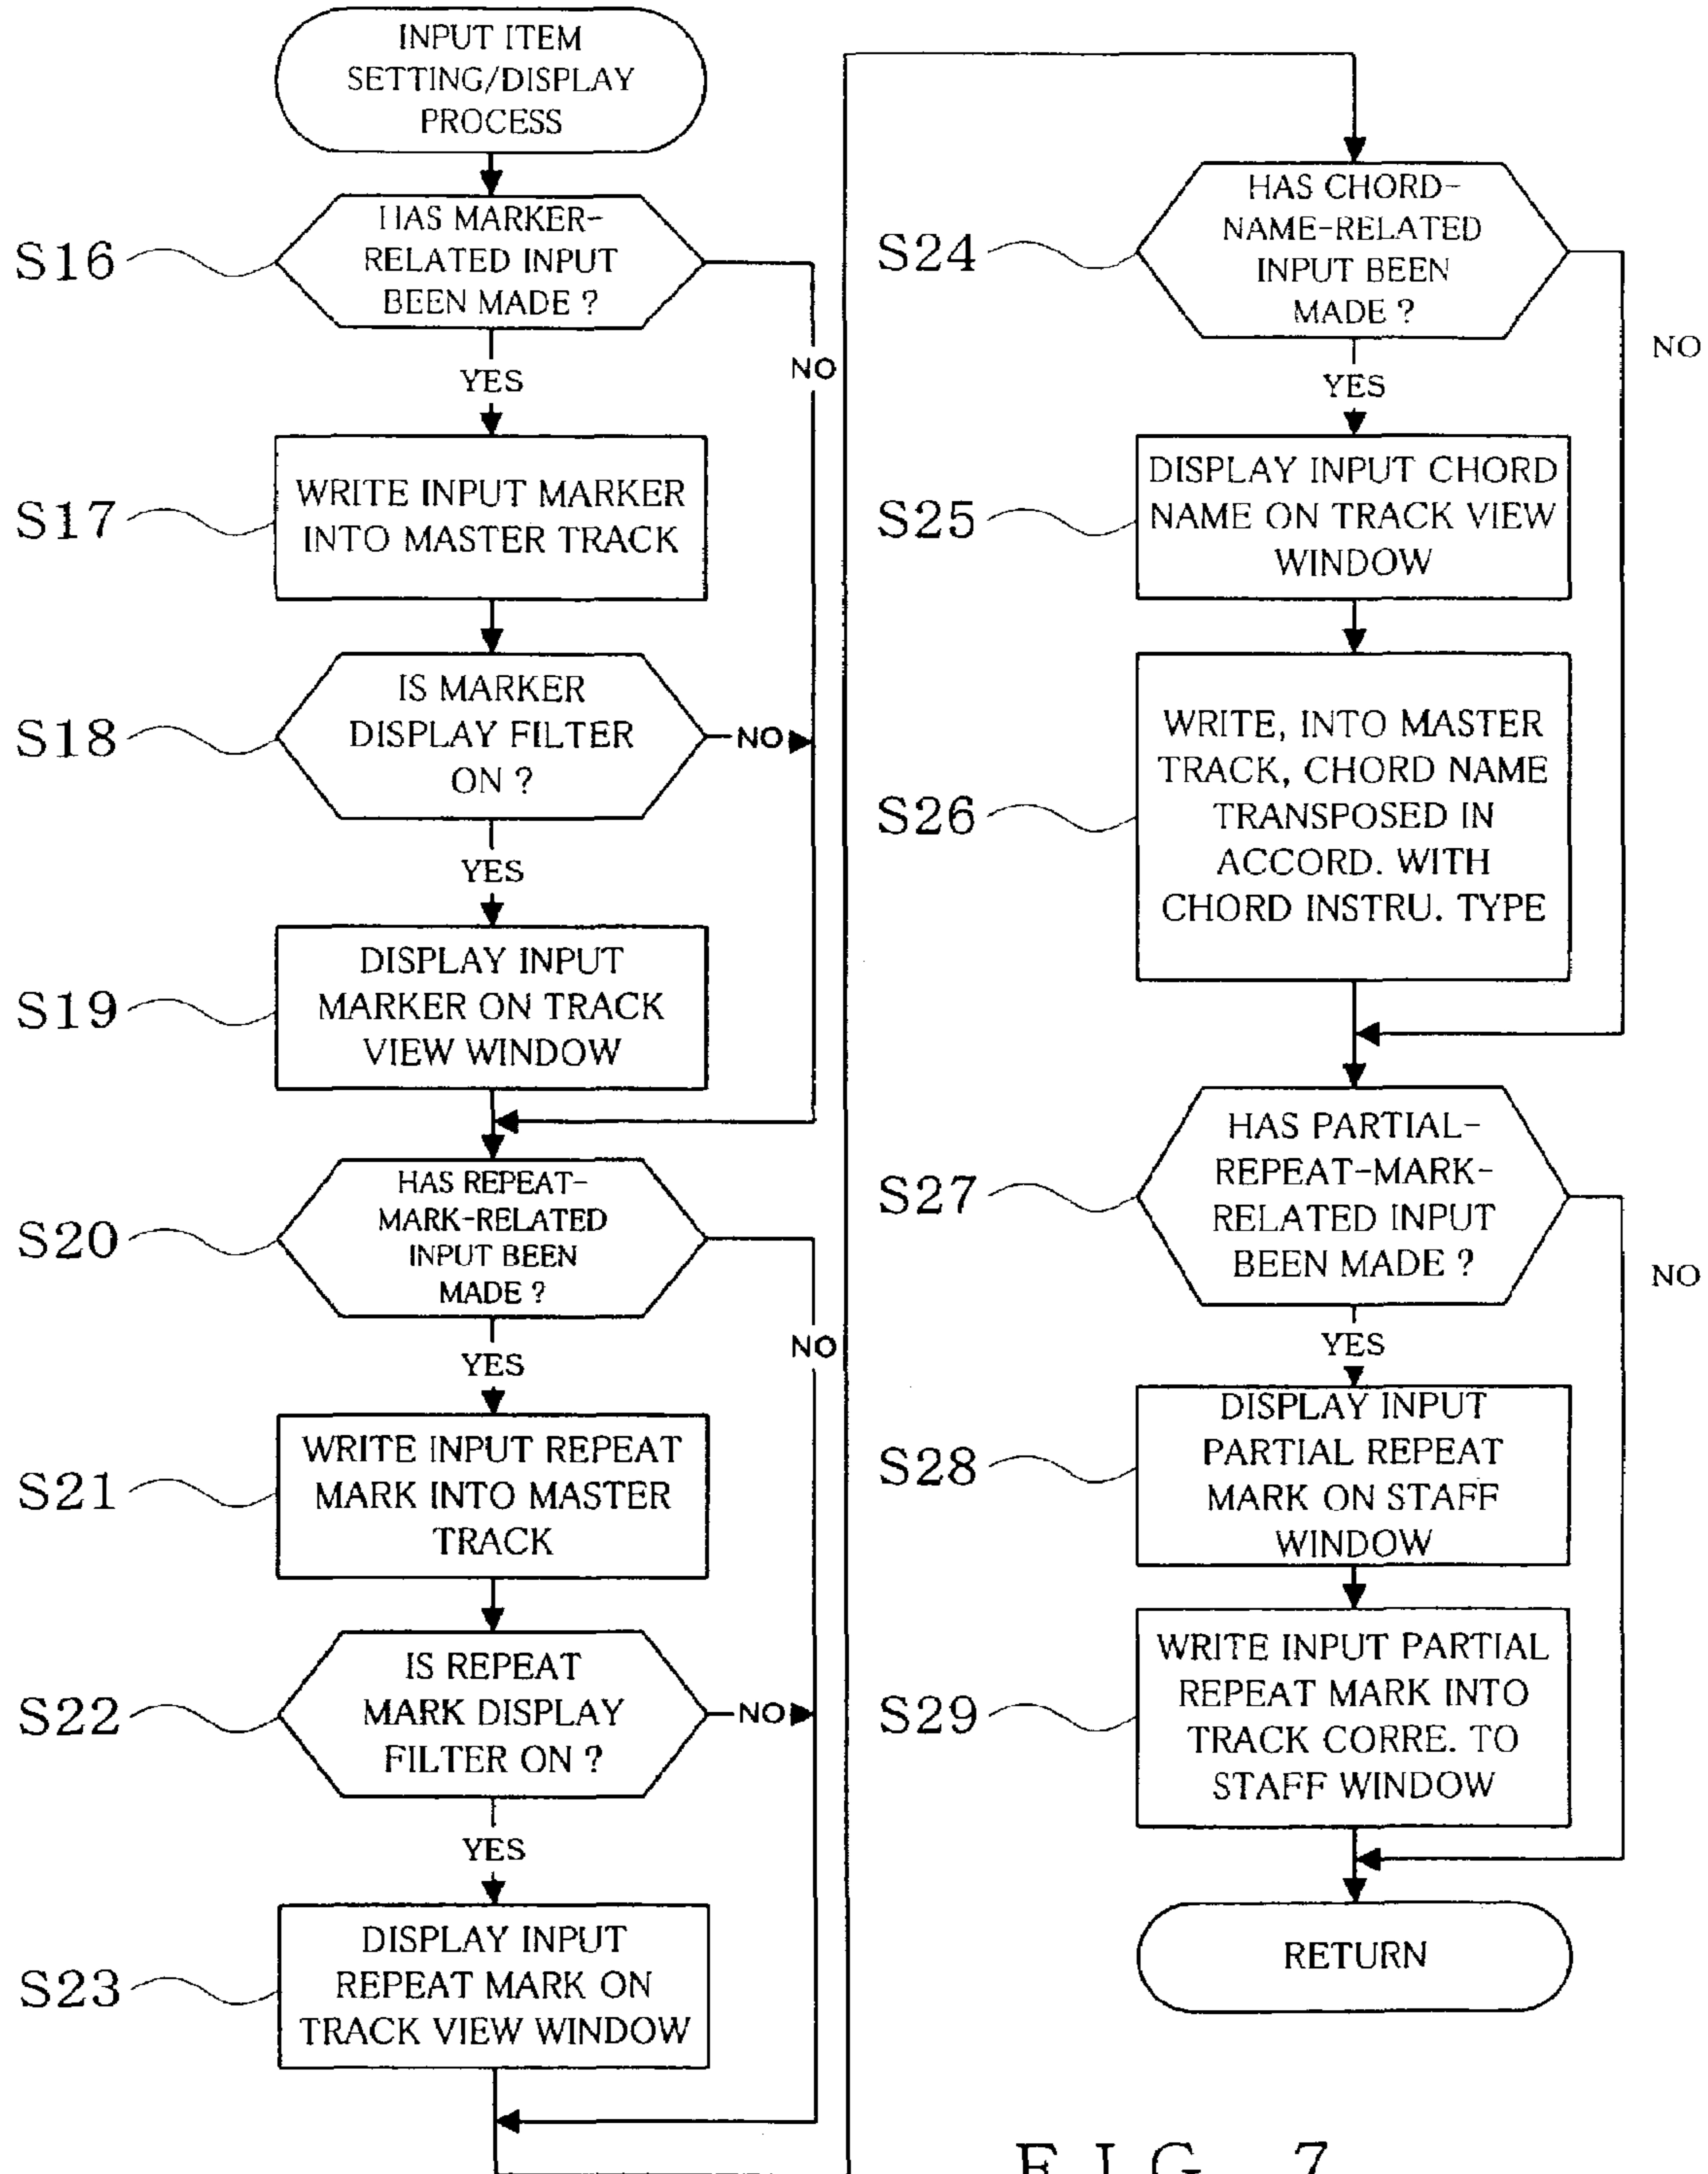 INPUT ITEM
SETTING/DISPLAY
PROCESS
S16
HAS MARKER-
RELATED INPUT
BEEN MADE ?
NO
YES
S17
WRITE INPUT MARKER
INTO MASTER TRACK
S18
IS MARKER
DISPLAY FILTER
ON ?
NO
YES
S19
DISPLAY INPUT
MARKER ON TRACK
VIEW WINDOW
S20
HAS REPEAT-
MARK-RELATED
INPUT BEEN
MADE ?
NO
YES
S21
WRITE INPUT REPEAT
MARK INTO MASTER
TRACK
S22
IS REPEAT
MARK DISPLAY
FILTER ON ?
NO
YES
S23
DISPLAY INPUT
REPEAT MARK ON
TRACK VIEW WINDOW
S24
HAS CHORD-
NAME-RELATED
INPUT BEEN
MADE ?
NO
YES
S25
DISPLAY INPUT CHORD
NAME ON TRACK VIEW
WINDOW
S26
WRITE, INTO MASTER
TRACK, CHORD NAME
TRANSPOSED IN
ACCORD. WITH
CHORD INSTRU. TYPE
S27
HAS PARTIAL-
REPEAT-MARK-
RELATED INPUT
BEEN MADE ?
NO
YES
S28
DISPLAY INPUT
PARTIAL REPEAT
MARK ON STAFF
WINDOW
S29
WRITE INPUT PARTIAL
REPEAT MARK INTO
TRACK CORRE. TO
STAFF WINDOW
RETURN
FIG. 7